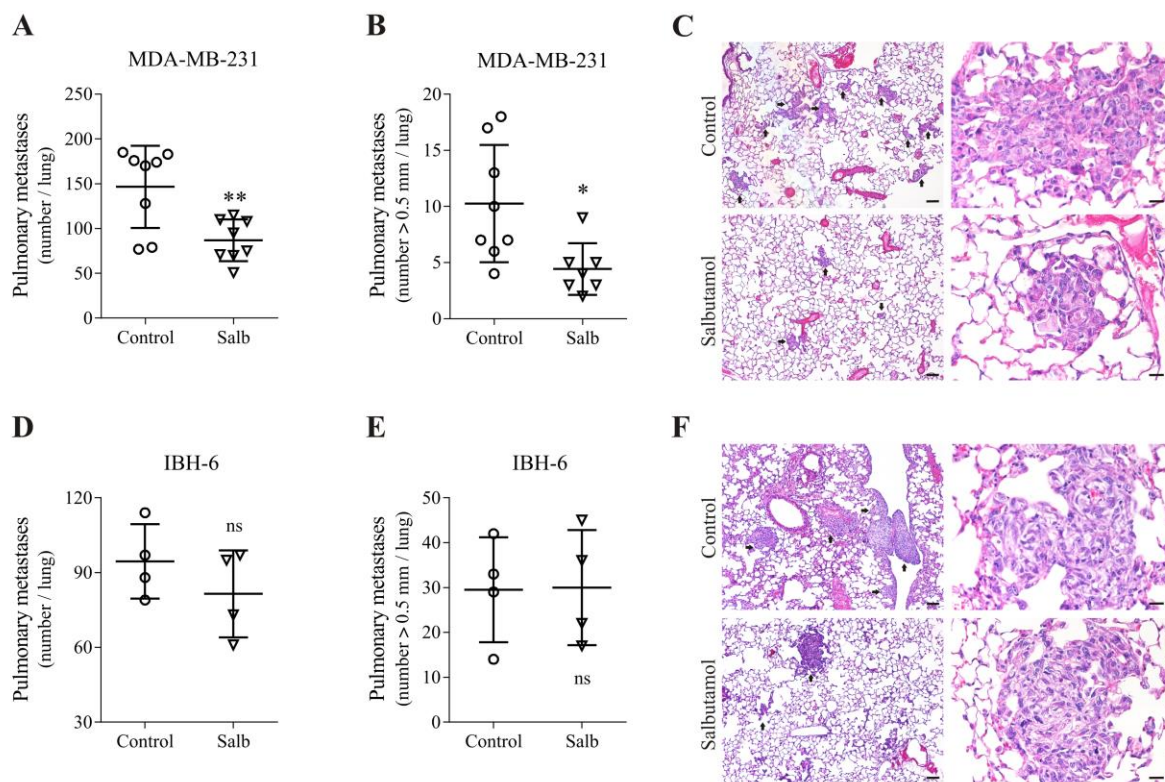 A
MDA-MB-231
Pulmonary metastases
(number / lung)
250
200
150
100
50
0
**
Control
Salb
B
MDA-MB-231
Pulmonary metastases
(number > 0.5 mm / lung)
20
15
10
5
0
*
Control
Salb
C
Control
Salbutamol
D
IBH-6
Pulmonary metastases
(number / lung)
120
90
60
30
ns
Control
Salb
E
IBH-6
Pulmonary metastases
(number > 0.5 mm / lung)
50
40
30
20
10
0
ns
Control
Salb
F
Control
Salbutamol